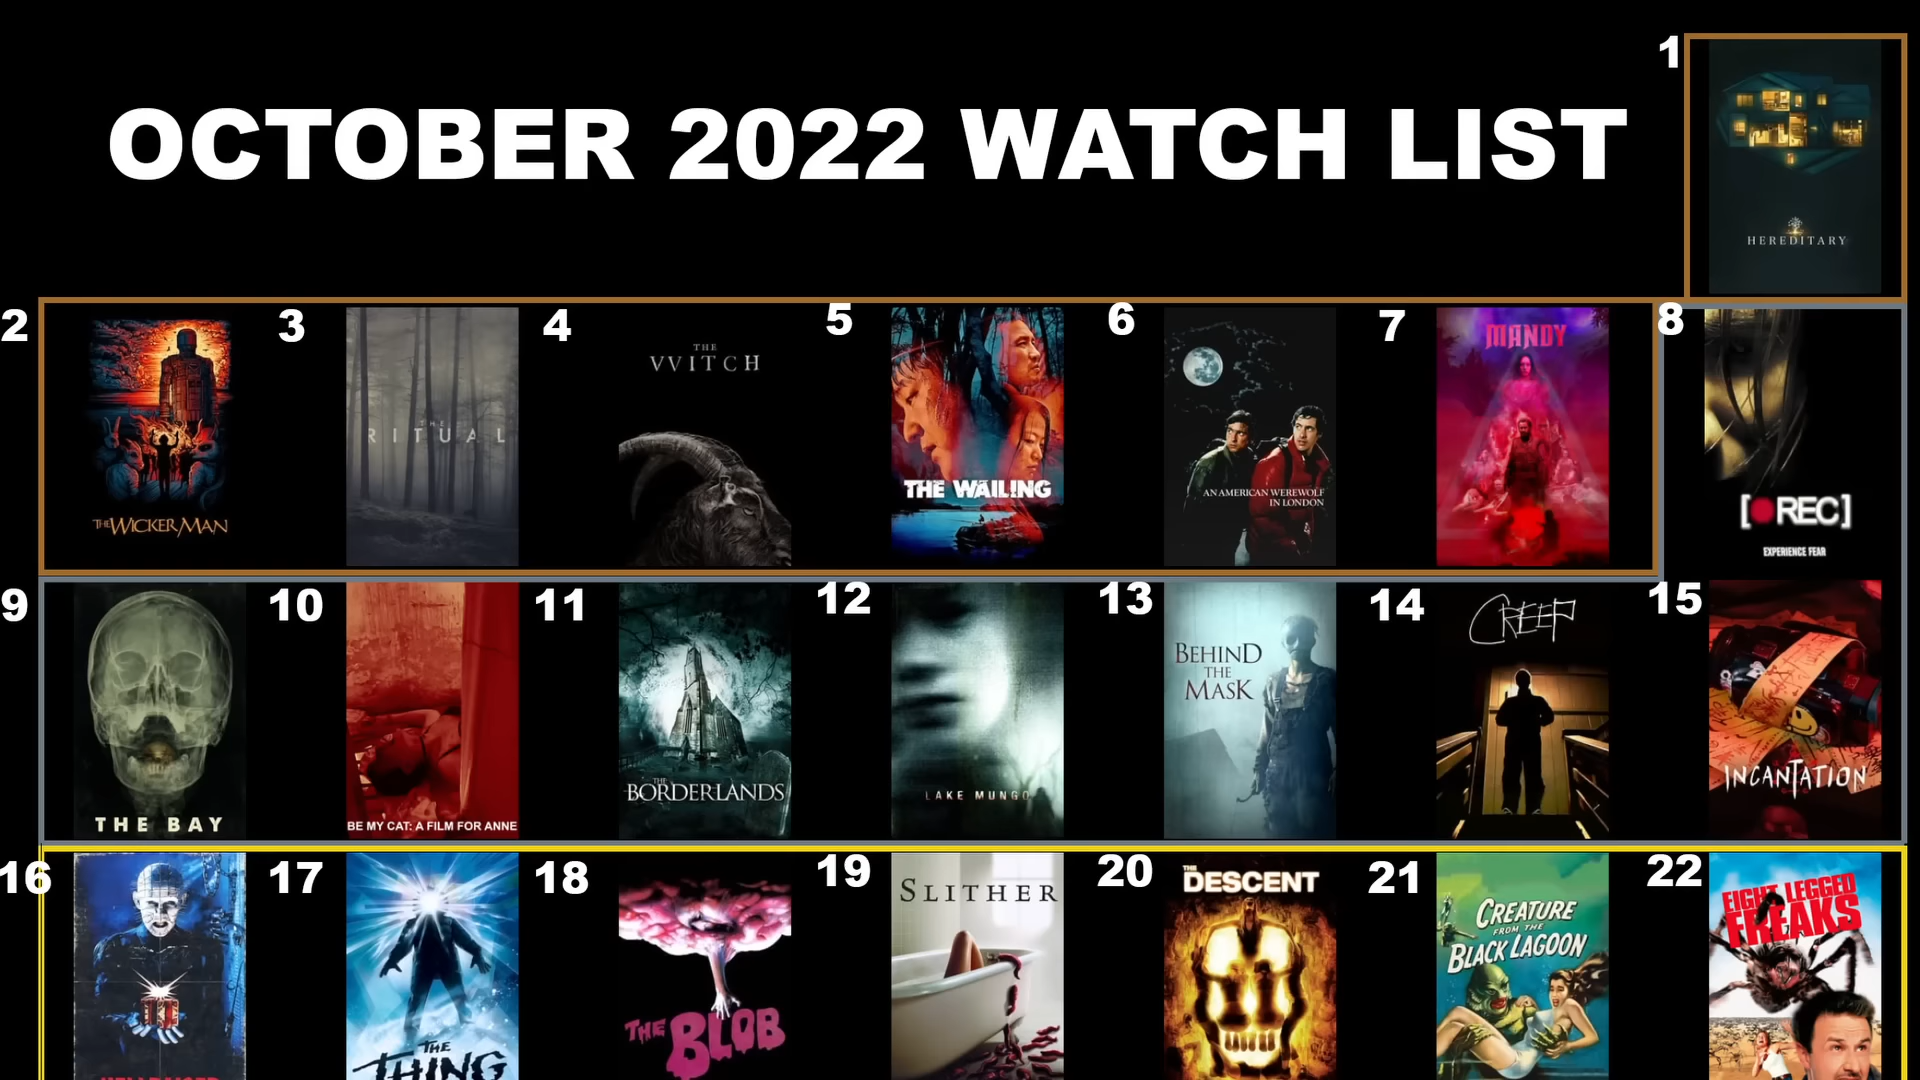 1
OCTOBER 2022 WATCH LIST
HEREDITARY
2
3
4
5
6
7
8
THE WICKER MAN
THE
RITUAL
THE
VVITCH
THE WAILING
AN AMERICAN WEREWOLF
IN LONDON
MANDY
[REC]
EXPERIENCE FEAR
9
10
11
12
13
14
15
THE BAY
BE MY CAT: A FILM FOR ANNE
THE
BORDERLANDS
LAKE MUNGO
BEHIND
THE
MASK
CREEP
INCANTATION
16
17
18
19
20
21
22
HELLRAISER
THE
THING
THE BLOB
SLITHER
THE
DESCENT
CREATURE
FROM THE
BLACK LAGOON
EIGHT LEGGED
FREAKS